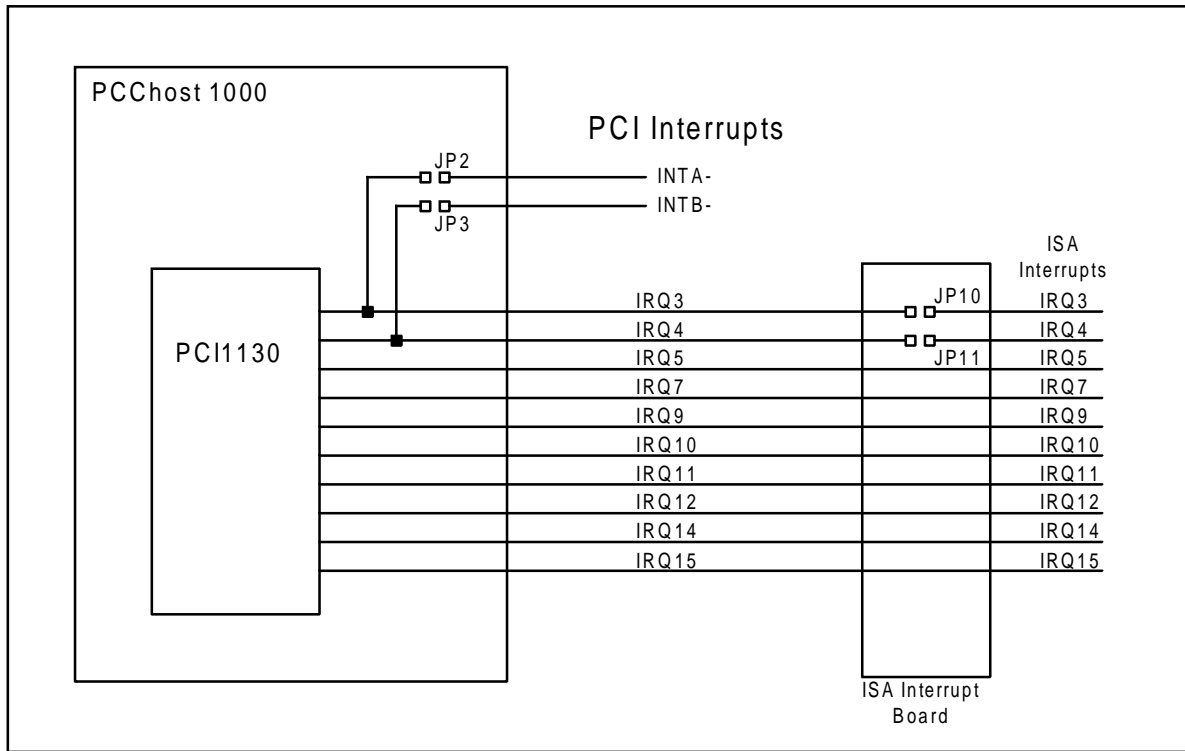 PCChost 1000
PCI Interrupts
JP2
INTA-
INTB-
JP3
ISA
Interrupts
PCI1130
IRQ3
JP10
IRQ3
IRQ4
IRQ4
IRQ5
JP11
IRQ5
IRQ7
IRQ7
IRQ9
IRQ9
IRQ10
IRQ10
IRQ11
IRQ11
IRQ12
IRQ12
IRQ14
IRQ14
IRQ15
IRQ15
ISA Interrupt
Board